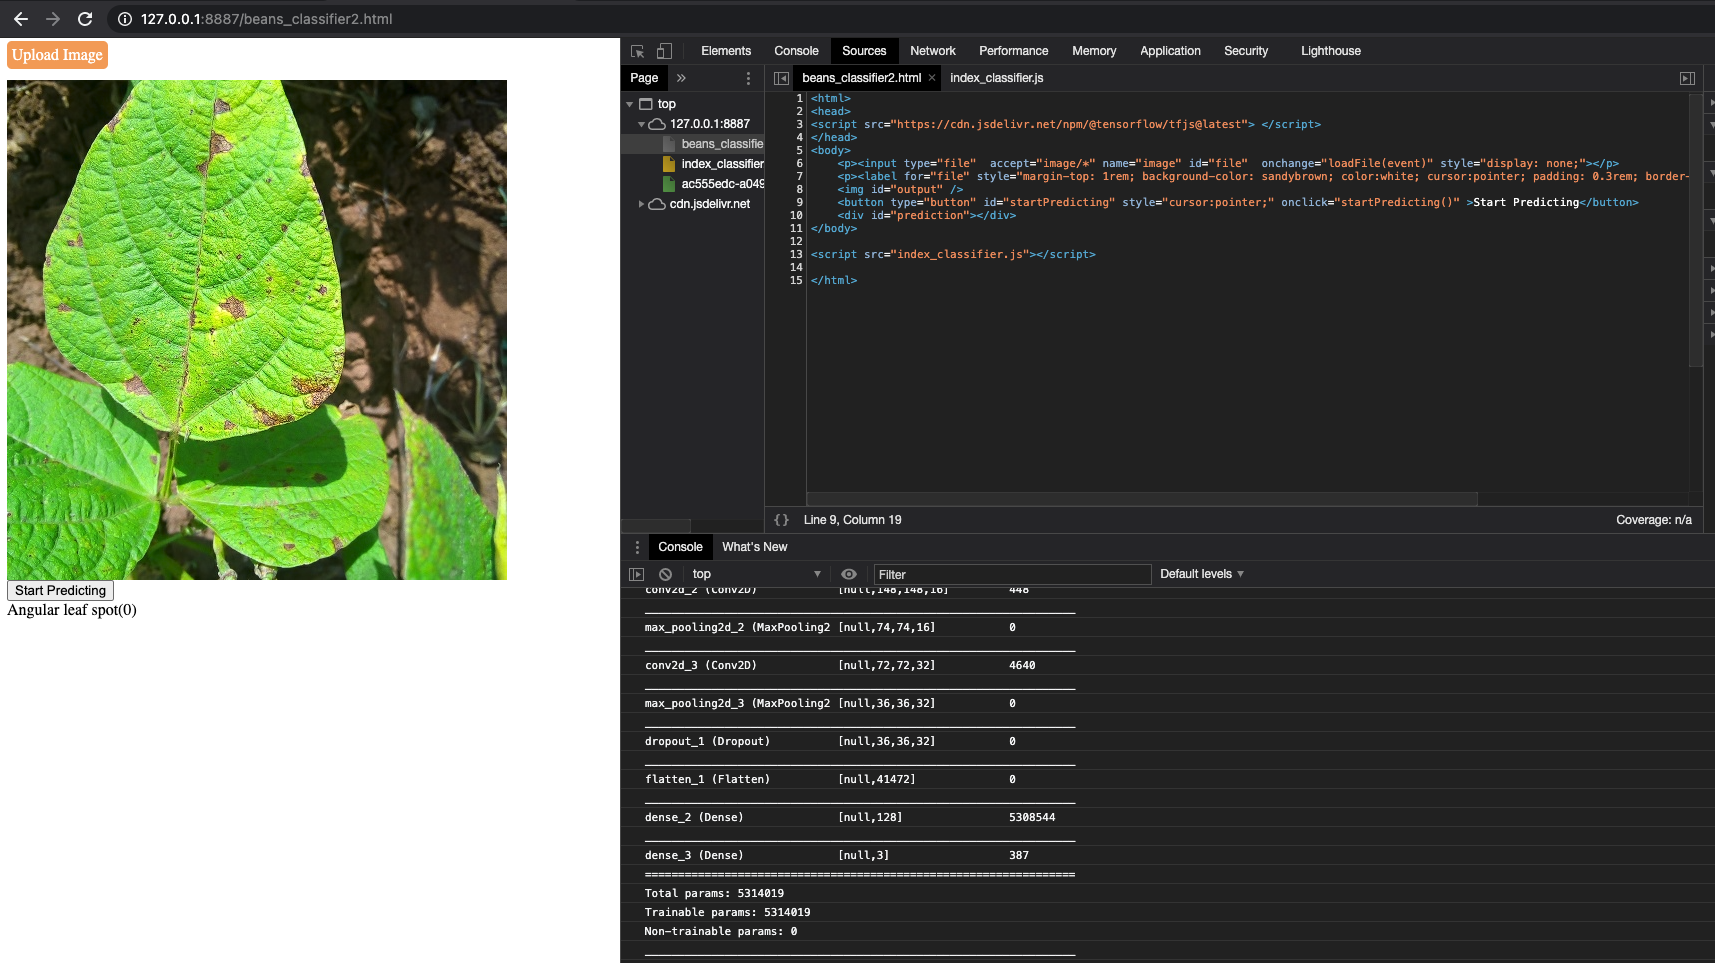 127.0.0.1:8887/beans_classifier2.html
Upload Image
Start Predicting
Angular leaf spot(0)
Elements Console Sources Network Performance Memory Application Security Lighthouse
Page
beans_classifier2.html × index_classifier.js
top
127.0.0.1:8887
beans_classifie
index_classifier
ac555edc-a049
cdn.jsdelivr.net
1 <html>
2 <head>
3 <script src="https://cdn.jsdelivr.net/npm/@tensorflow/tfjs@latest"> </script>
4 </head>
5 <body>
6 <p><input type="file" accept="image/*" name="image" id="file" onchange="loadFile(event)" style="display: none;"></p>
7 <p><label for="file" style="margin-top: 1rem; background-color: sandybrown; color:white; cursor:pointer; padding: 0.3rem; border-
8 <img id="output" />
9 <button type="button" id="startPredicting" style="cursor:pointer;" onclick="startPredicting()" >Start Predicting</button>
10 <div id="prediction"></div>
11 </body>
12
13 <script src="index_classifier.js"></script>
14
15 </html>
{} Line 9, Column 19 Coverage: n/a
Console What's New
top Filter Default levels
conv2d_2 (Conv2D) [null,148,148,16] 448
max_pooling2d_2 (MaxPooling2 [null,74,74,16] 0
conv2d_3 (Conv2D) [null,72,72,32] 4640
max_pooling2d_3 (MaxPooling2 [null,36,36,32] 0
dropout_1 (Dropout) [null,36,36,32] 0
flatten_1 (Flatten) [null,41472] 0
dense_2 (Dense) [null,128] 5308544
dense_3 (Dense) [null,3] 387
=================================================================
Total params: 5314019
Trainable params: 5314019
Non-trainable params: 0